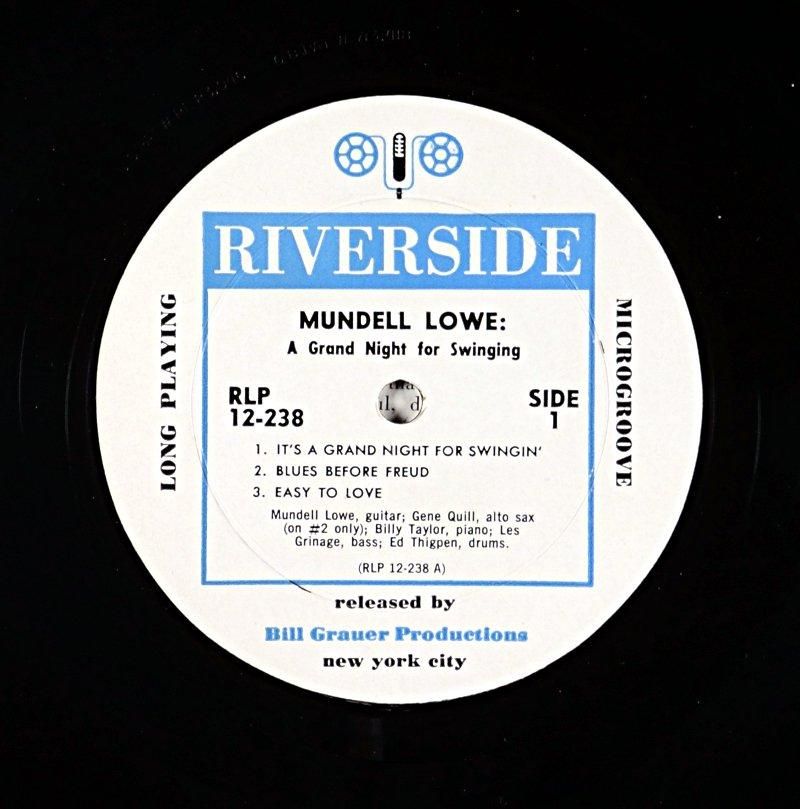 RIVERSIDE
MUNDELL LOWE:
A Grand Night for Swinging
LONG PLAYING
MICROGROOVE
RLP
12-238
SIDE
1
1. IT'S A GRAND NIGHT FOR SWINGIN'
2. BLUES BEFORE FREUD
3. EASY TO LOVE
Mundell Lowe, guitar; Gene Quill, alto sax
(on #2 only); Billy Taylor, piano; Les
Grinage, bass; Ed Thigpen, drums.
(RLP 12-238 A)
released by
Bill Grauer Productions
new york city